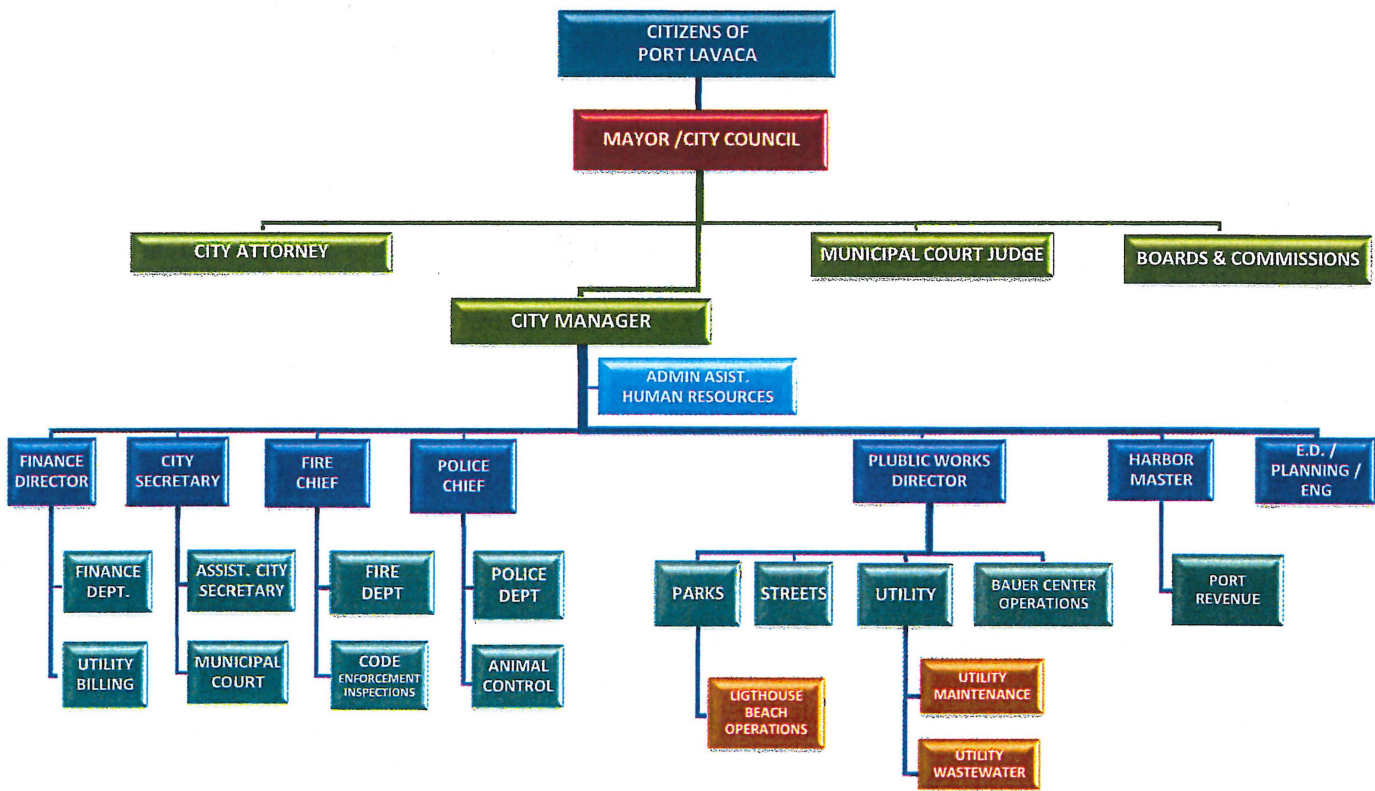 CITIZENS OF
PORT LAVACA
MAYOR /CITY COUNCIL
CITY ATTORNEY
MUNICIPAL COURT JUDGE
BOARDS & COMMISSIONS
CITY MANAGER
ADMIN ASIST.
HUMAN RESOURCES
FINANCE
DIRECTOR
CITY
SECRETARY
FIRE
CHIEF
POLICE
CHIEF
PLUBLIC WORKS
DIRECTOR
HARBOR
MASTER
E.D. /
PLANNING /
ENG
FINANCE
DEPT.
ASSIST. CITY
SECRETARY
FIRE
DEPT
POLICE
DEPT
PARKS
STREETS
UTILITY
BAUER CENTER
OPERATIONS
PORT
REVENUE
UTILITY
BILLING
MUNICIPAL
COURT
CODE
ENFORCEMENT
INSPECTIONS
ANIMAL
CONTROL
LIGTHOUSE
BEACH
OPERATIONS
UTILITY
MAINTENANCE
UTILITY
WASTEWATER